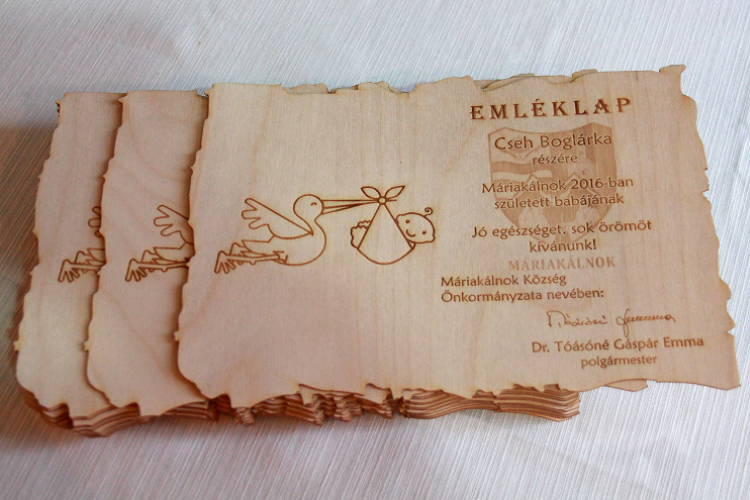 EMLÉKLAP
Cseh Boglárka
részére
Máriakálnok 2016-ban
született babájának
Jó egészséget, sok örömöt
kívánunk!
MÁRIAKÁLNOK
Máriakálnok Község
Önkormányzata nevében:
Dr. Tóásóné Gáspár Emma
polgármester